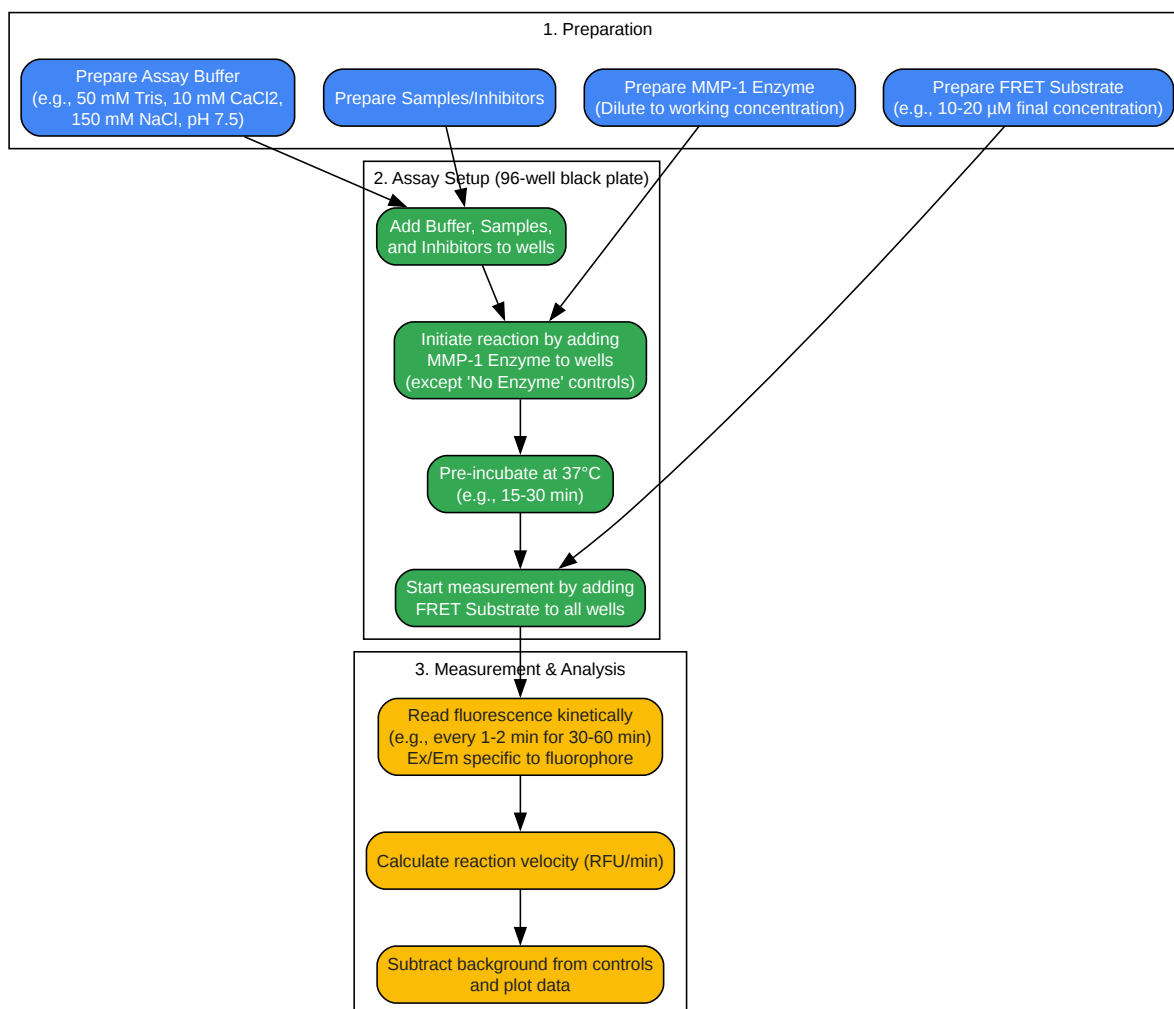 1. Preparation
Prepare Assay Buffer
(e.g., 50 mM Tris, 10 mM CaCl2,
150 mM NaCl, pH 7.5)
Prepare Samples/Inhibitors
Prepare MMP-1 Enzyme
(Dilute to working concentration)
Prepare FRET Substrate
(e.g., 10-20 µM final concentration)
2. Assay Setup (96-well black plate)
Add Buffer, Samples,
and Inhibitors to wells
Initiate reaction by adding
MMP-1 Enzyme to wells
(except 'No Enzyme' controls)
Pre-incubate at 37°C
(e.g., 15-30 min)
Start measurement by adding
FRET Substrate to all wells
3. Measurement & Analysis
Read fluorescence kinetically
(e.g., every 1-2 min for 30-60 min)
Ex/Em specific to fluorophore
Calculate reaction velocity (RFU/min)
Subtract background from controls
and plot data